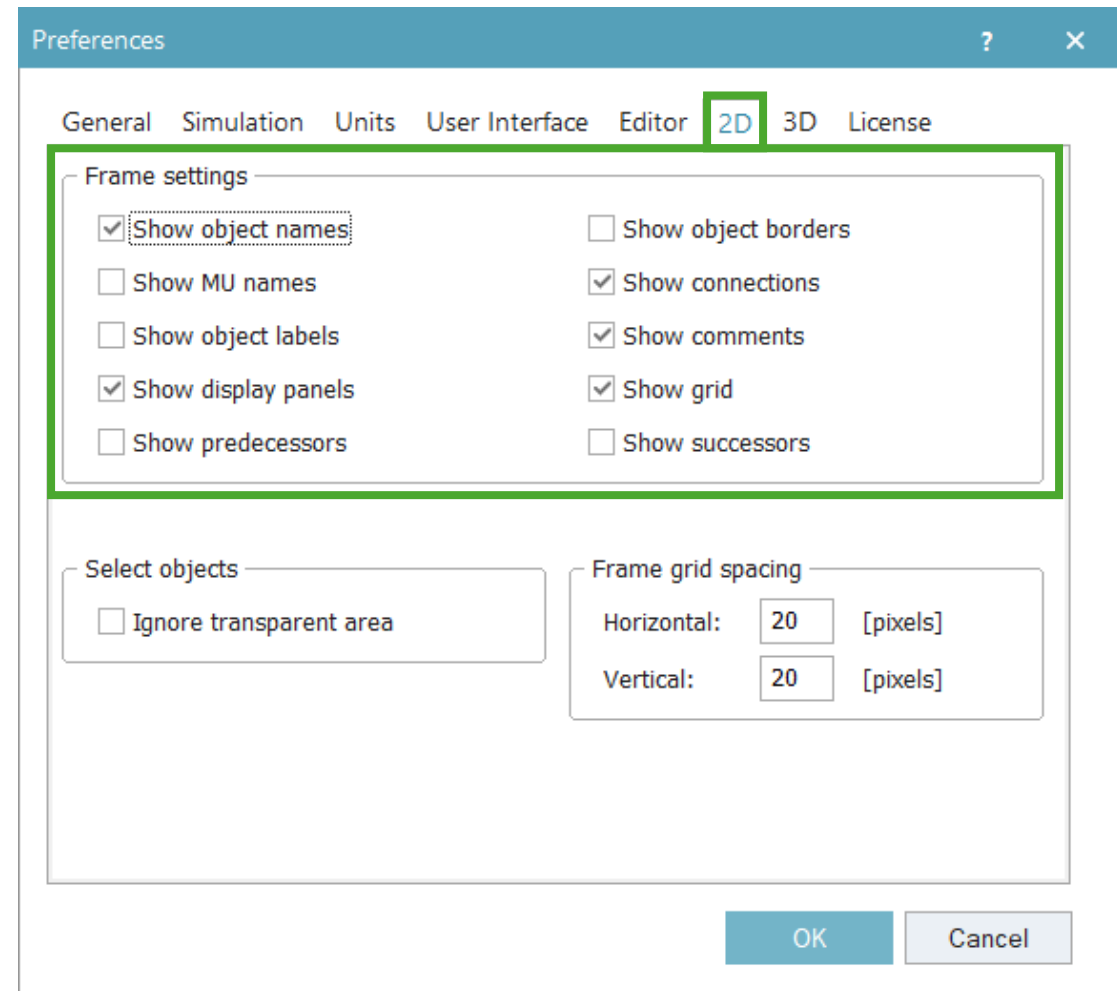 Preferences ?
General Simulation Units User Interface Editor 2D 3D License
Frame settings
Show object names Show object borders
Show MU names Show connections
Show object labels Show comments
Show display panels Show grid
Show predecessors Show successors
Select objects Frame grid spacing
Ignore transparent area Horizontal: 20 [pixels]
Vertical: 20 [pixels]
OK Cancel